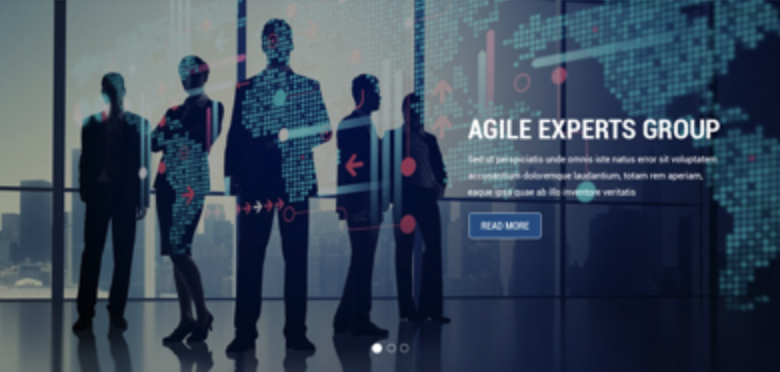 AGILE EXPERTS GROUP
Sed ut perspiciatis unde omnis iste natus error sit voluptatem
accusantium doloremque laudantium, totam rem aperiam,
eaque ipsa quae ab illo inventore veritatis
READ MORE